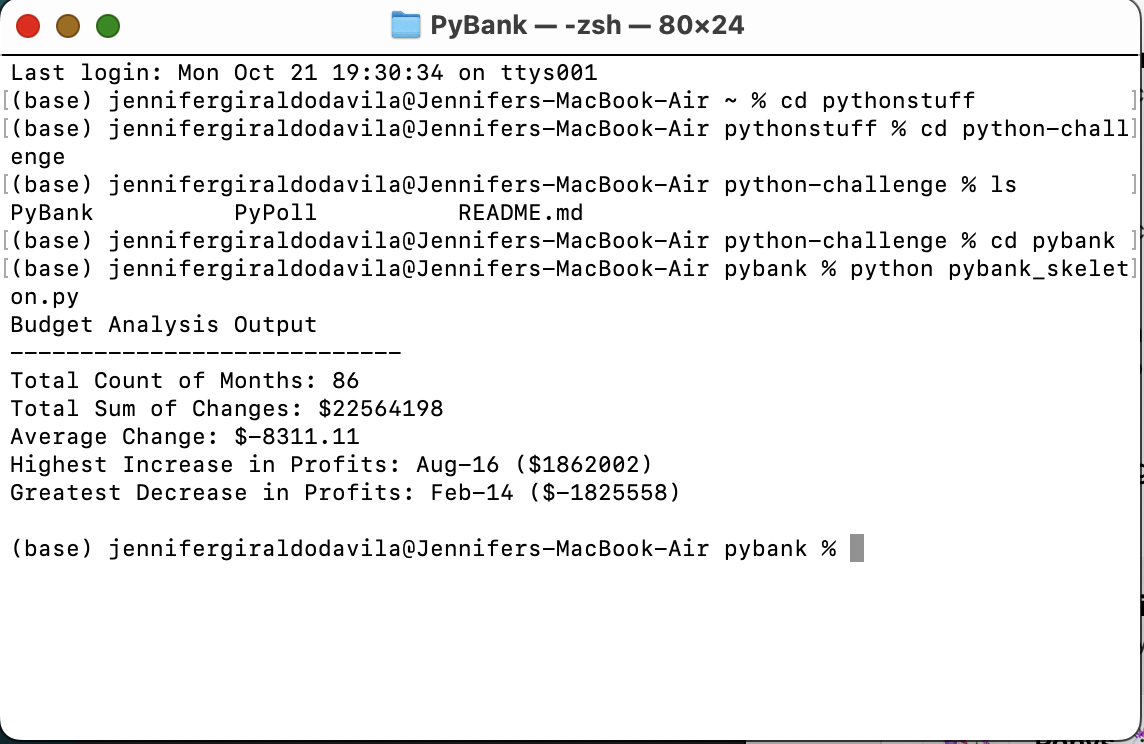 PyBank — -zsh — 80×24
Last login: Mon Oct 21 19:30:34 on ttys001
[(base) jennifergiraldodavila@Jennifers-MacBook-Air ~ % cd pythonstuff ]
[(base) jennifergiraldodavila@Jennifers-MacBook-Air pythonstuff % cd python-chall]
enge
[(base) jennifergiraldodavila@Jennifers-MacBook-Air python-challenge % ls ]
PyBank PyPoll README.md
[(base) jennifergiraldodavila@Jennifers-MacBook-Air python-challenge % cd pybank ]
[(base) jennifergiraldodavila@Jennifers-MacBook-Air pybank % python pybank_skelet]
on.py
Budget Analysis Output
----------------------------
Total Count of Months: 86
Total Sum of Changes: $22564198
Average Change: $-8311.11
Highest Increase in Profits: Aug-16 ($1862002)
Greatest Decrease in Profits: Feb-14 ($-1825558)
(base) jennifergiraldodavila@Jennifers-MacBook-Air pybank %